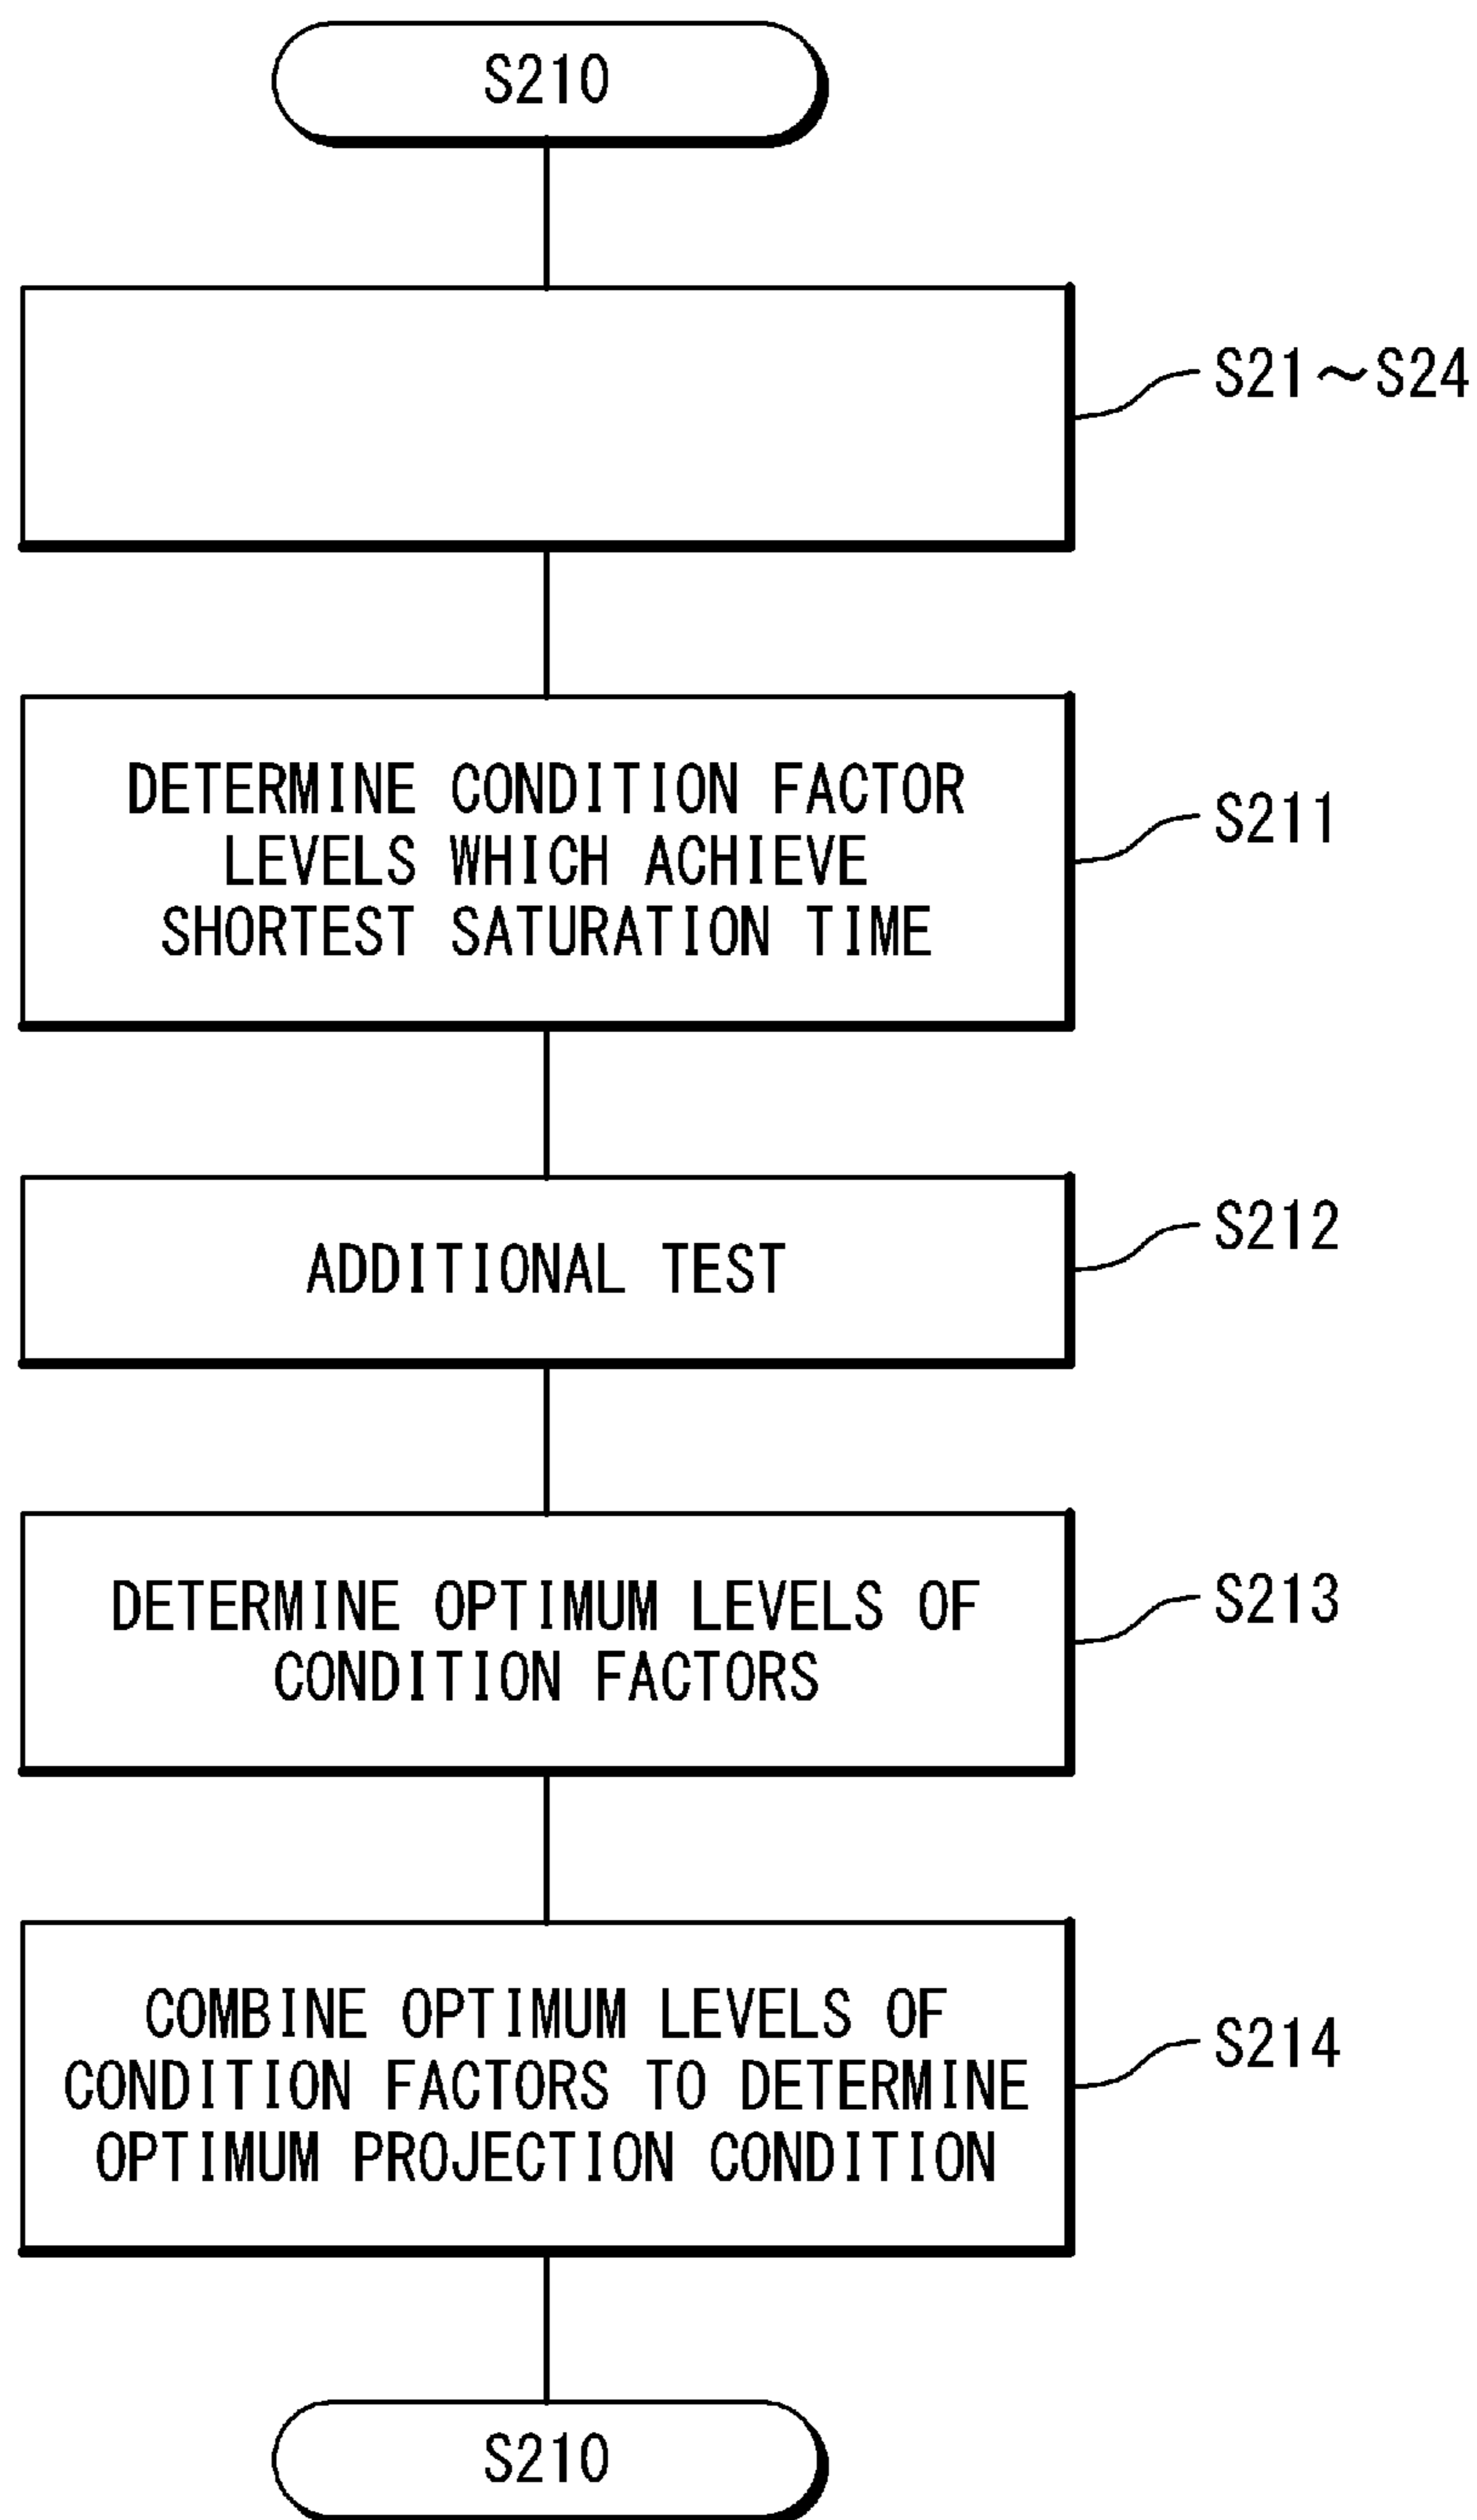 S210
S21～S24
DETERMINE CONDITION FACTOR
LEVELS WHICH ACHIEVE
SHORTEST SATURATION TIME
S211
ADDITIONAL TEST
S212
DETERMINE OPTIMUM LEVELS OF
CONDITION FACTORS
S213
COMBINE OPTIMUM LEVELS OF
CONDITION FACTORS TO DETERMINE
OPTIMUM PROJECTION CONDITION
S214
S210